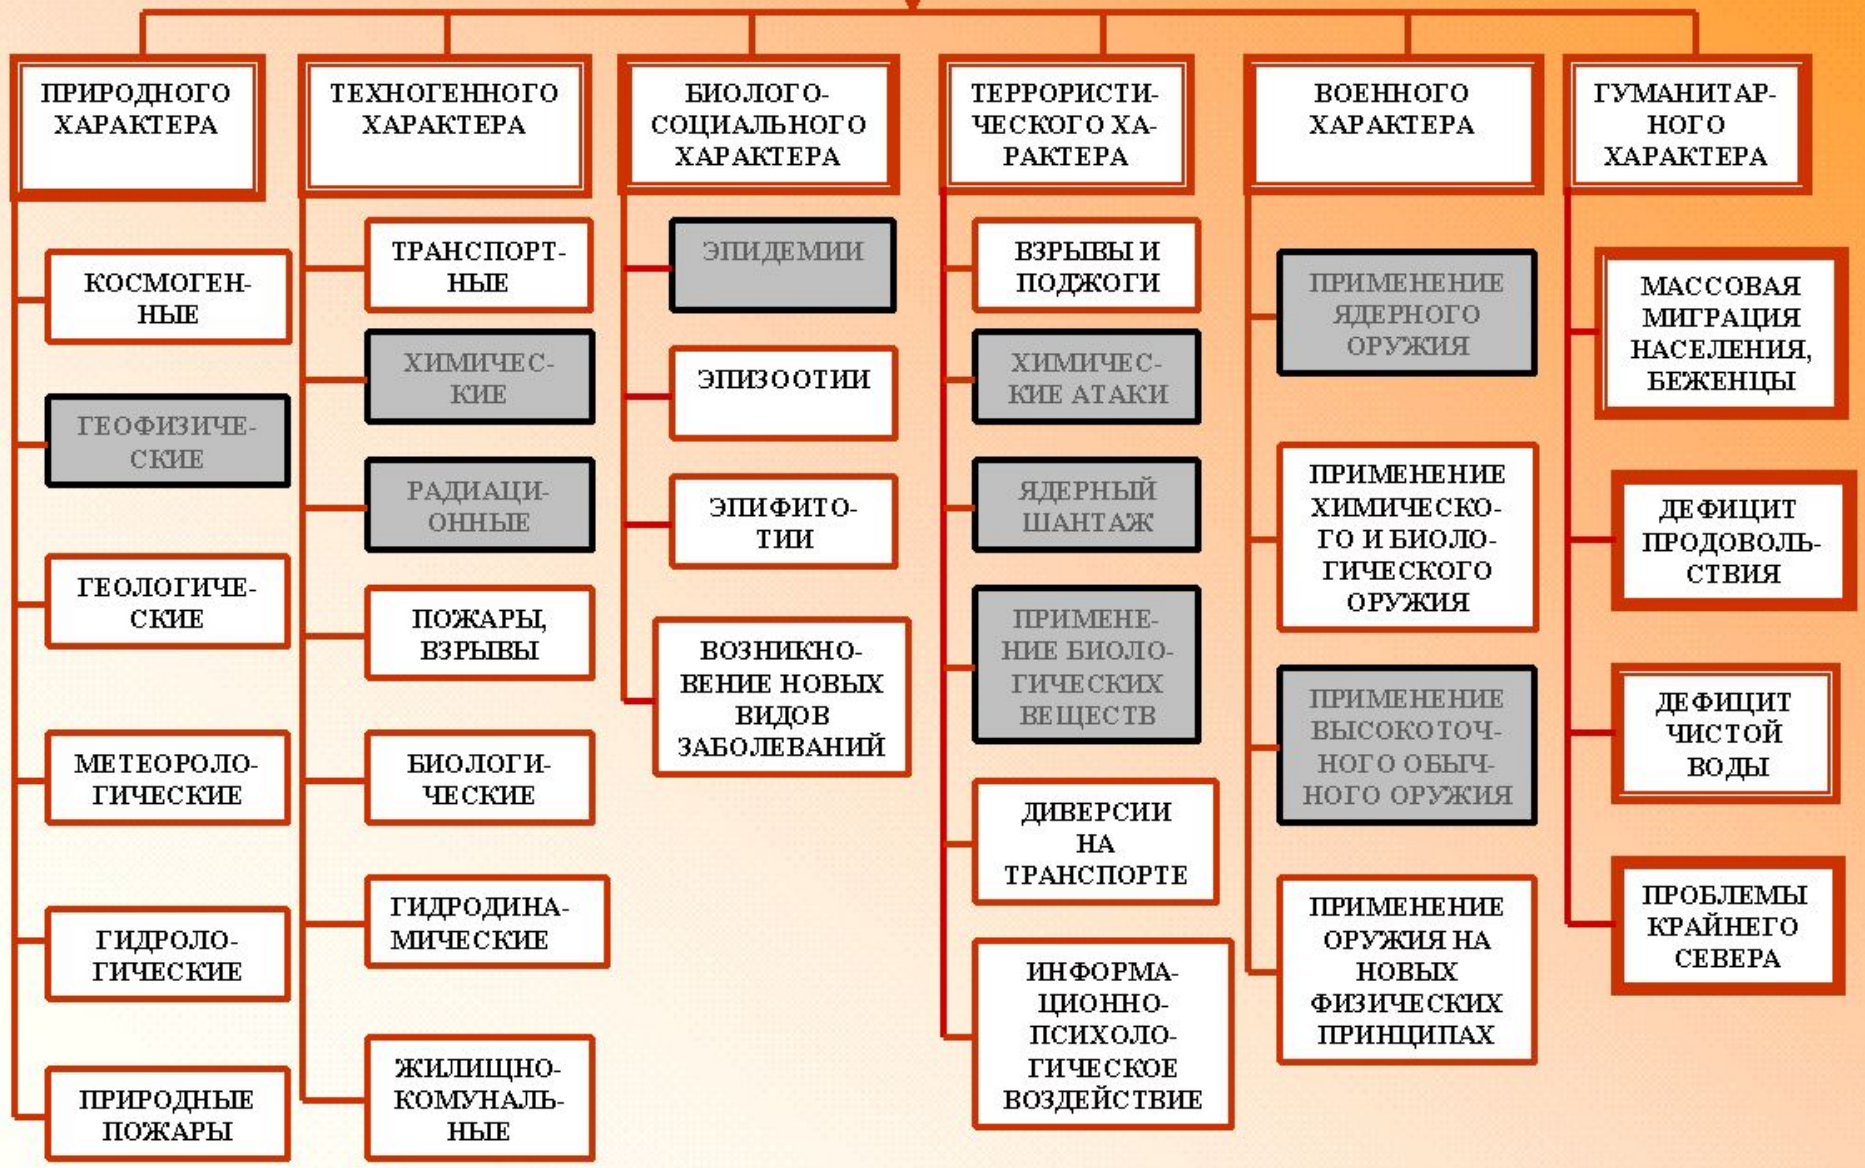 ПРИРОДНОГО
ХАРАКТЕРА
КОСМОГЕН-
НЫЕ
ГЕОФИЗИЧЕ-
СКИЕ
ГЕОЛОГИЧЕ-
СКИЕ
МЕТЕОРОЛО-
ГИЧЕСКИЕ
ГИДРОЛО-
ГИЧЕСКИЕ
ПРИРОДНЫЕ
ПОЖАРЫ
ТЕХНОГЕННОГО
ХАРАКТЕРА
ТРАНСПОРТ-
НЫЕ
ХИМИЧЕС-
КИЕ
РАДИАЦИ-
ОННЫЕ
ПОЖАРЫ,
ВЗРЫВЫ
БИОЛОГИ-
ЧЕСКИЕ
ГИДРОДИНА-
МИЧЕСКИЕ
ЖИЛИЩНО-
КОМУНАЛЬ-
НЫЕ
БИОЛОГО-
СОЦИАЛЬНОГО
ХАРАКТЕРА
ЭПИДЕМИИ
ЭПИЗООТИИ
ЭПИФИТО-
ТИИ
ВОЗНИКНО-
ВЕНИЕ НОВЫХ
ВИДОВ
ЗАБОЛЕВАНИЙ
ТЕРРОРИСТИ-
ЧЕСКОГО ХА-
РАКТЕРА
ВЗРЫВЫ И
ПОДЖОГИ
ХИМИЧЕС-
КИЕ АТАКИ
ЯДЕРНЫЙ
ШАНТАЖ
ПРИМЕНЕ-
НИЕ БИОЛО-
ГИЧЕСКИХ
ВЕЩЕСТВ
ДИВЕРСИИ
НА
ТРАНСПОРТЕ
ИНФОРМА-
ЦИОННО-
ПСИХОЛО-
ГИЧЕСКОЕ
ВОЗДЕЙСТВИЕ
ВОЕННОГО
ХАРАКТЕРА
ПРИМЕНЕНИЕ
ЯДЕРНОГО
ОРУЖИЯ
ПРИМЕНЕНИЕ
ХИМИЧЕСКО-
ГО И БИОЛО-
ГИЧЕСКОГО
ОРУЖИЯ
ПРИМЕНЕНИЕ
ВЫСОКОТОЧ-
НОГО ОБЫЧ-
НОГО ОРУЖИЯ
ПРИМЕНЕНИЕ
ОРУЖИЯ НА
НОВЫХ
ФИЗИЧЕСКИХ
ПРИНЦИПАХ
ГУМАНИТАР-
НОГО
ХАРАКТЕРА
МАССОВАЯ
МИГРАЦИЯ
НАСЕЛЕНИЯ,
БЕЖЕНЦЫ
ДЕФИЦИТ
ПРОДОВОЛЬ-
СТВИЯ
ДЕФИЦИТ
ЧИСТОЙ
ВОДЫ
ПРОБЛЕМЫ
КРАЙНЕГО
СЕВЕРА